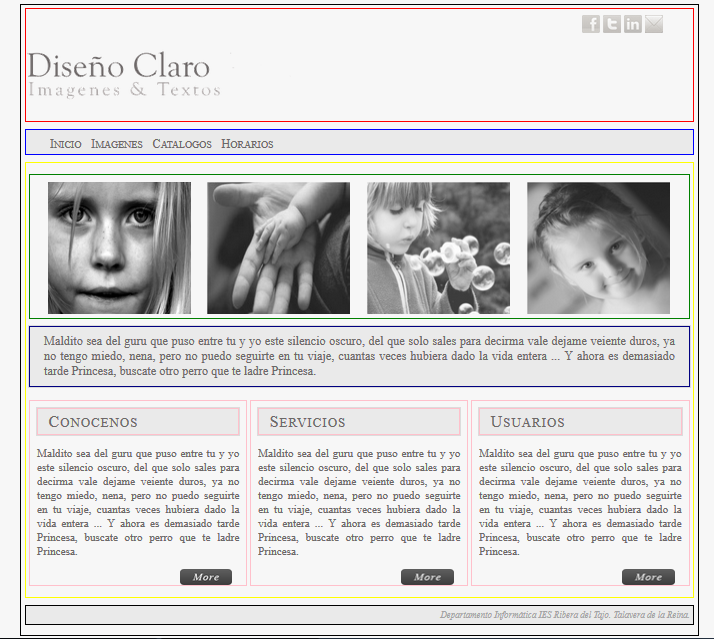 Diseño Claro
Imagenes & Textos
Inicio Imagenes Catalogos Horarios
Maldito sea del guru que puso entre tu y yo este silencio oscuro, del que solo sales para decirma vale dejame veiente duros, ya
no tengo miedo, nena, pero no puedo seguirte en tu viaje, cuantas veces hubiera dado la vida entera ... Y ahora es demasiado
tarde Princesa, buscate otro perro que te ladre Princesa.
Conocenos
Maldito sea del guru que puso entre tu y yo
este silencio oscuro, del que solo sales para
decirma vale dejame veiente duros, ya no
tengo miedo, nena, pero no puedo seguirte
en tu viaje, cuantas veces hubiera dado la
vida entera ... Y ahora es demasiado tarde
Princesa, buscate otro perro que te ladre
Princesa.
More
Servicios
Maldito sea del guru que puso entre tu y yo
este silencio oscuro, del que solo sales para
decirma vale dejame veiente duros, ya no
tengo miedo, nena, pero no puedo seguirte
en tu viaje, cuantas veces hubiera dado la
vida entera ... Y ahora es demasiado tarde
Princesa, buscate otro perro que te ladre
Princesa.
More
Usuarios
Maldito sea del guru que puso entre tu y yo
este silencio oscuro, del que solo sales para
decirma vale dejame veiente duros, ya no
tengo miedo, nena, pero no puedo seguirte
en tu viaje, cuantas veces hubiera dado la
vida entera ... Y ahora es demasiado tarde
Princesa, buscate otro perro que te ladre
Princesa.
More
Departamento Informática IES Ribera del Tajo. Talavera de la Reina.